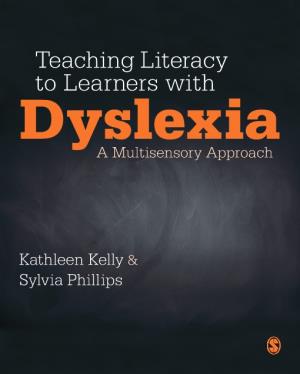 Teaching Literacy
to Learners with
Dyslexia
A Multisensory Approach
Kathleen Kelly &
Sylvia Phillips
S